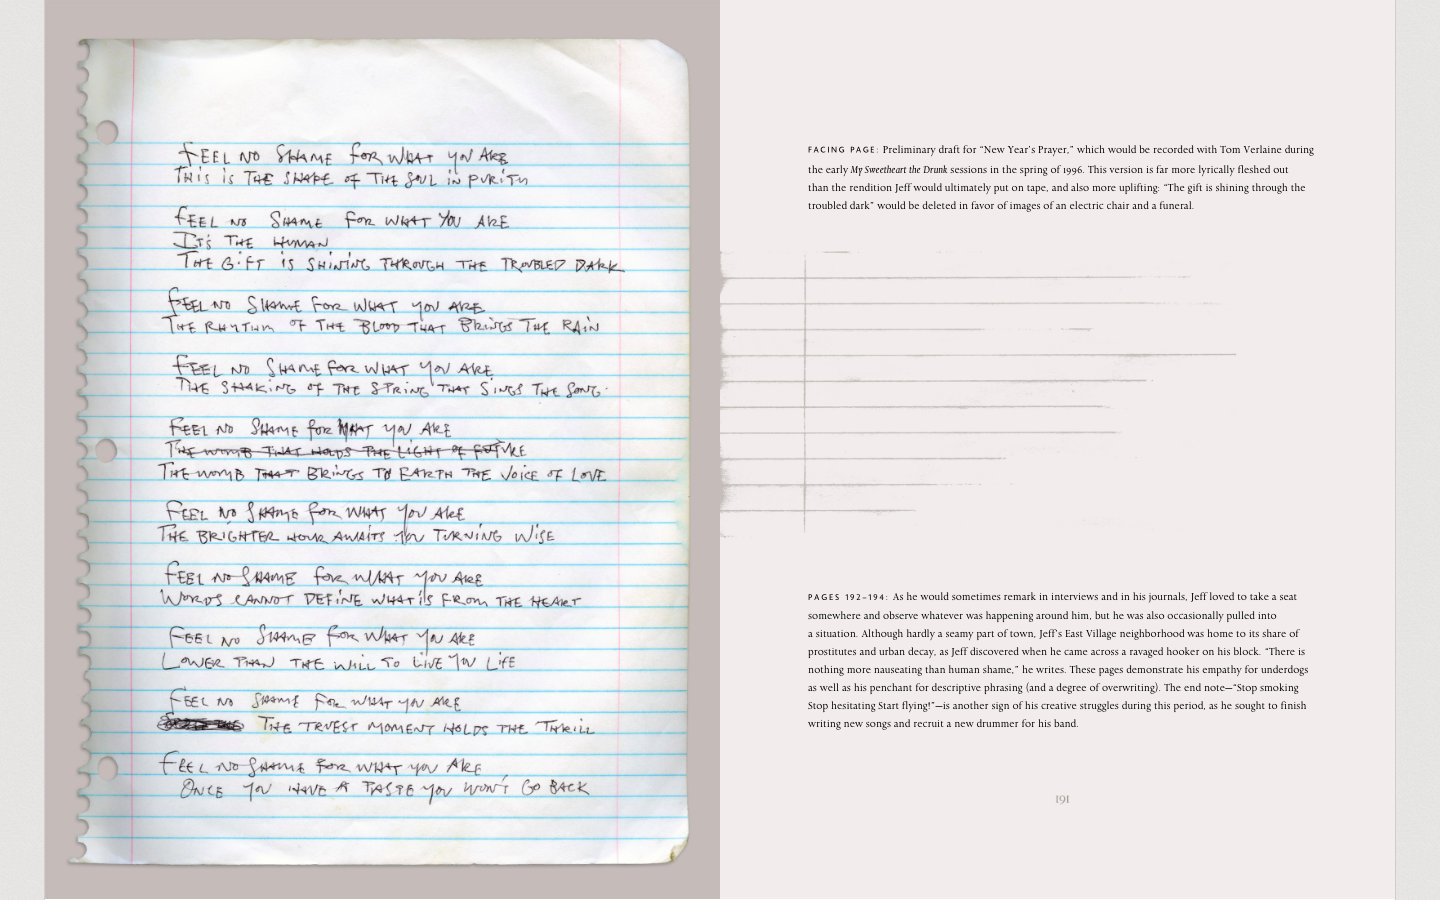 FEEL NO SHAME FOR WHAT YOU ARE
THIS IS THE SHAPE OF THE SOUL IN PURITY
FEEL NO SHAME FOR WHAT YOU ARE
IT'S THE HUMAN
THE GIFT IS SHINING THROUGH THE TROUBLED DARK
FEEL NO SHAME FOR WHAT YOU ARE
THE RHYTHM OF THE BLOOD THAT BRINGS THE RAIN
FEEL NO SHAME FOR WHAT YOU ARE
THE SHAKING OF THE STRING THAT SINGS THE SONG.
FEEL NO SHAME FOR WHAT YOU ARE
THE WOMB THAT HOLDS THE LIGHT OF FUTURE
THE WOMB THAT BRINGS TO EARTH THE VOICE OF LOVE
FEEL NO SHAME FOR WHAT YOU ARE
THE BRIGHTER HOUR AWAITS YOU TURNING WISE
FEEL NO SHAME FOR WHAT YOU ARE
WORDS CANNOT DEFINE WHAT IS FROM THE HEART
FEEL NO SHAME FOR WHAT YOU ARE
LOWER THAN THE WILL TO LIVE YOU LIFE
FEEL NO SHAME FOR WHAT YOU ARE
THE TRUEST MOMENT HOLDS THE THRILL
FEEL NO SHAME FOR WHAT YOU ARE
ONCE YOU HAVE A TASTE YOU WON'T GO BACK
FACING PAGE: Preliminary draft for “New Year's Prayer,” which would be recorded with Tom Verlaine during
the early My Sweetheart the Drunk sessions in the spring of 1996. This version is far more lyrically fleshed out
than the rendition Jeff would ultimately put on tape, and also more uplifting: “The gift is shining through the
troubled dark” would be deleted in favor of images of an electric chair and a funeral.
PAGES 192–194: As he would sometimes remark in interviews and in his journals, Jeff loved to take a seat
somewhere and observe whatever was happening around him, but he was also occasionally pulled into
a situation. Although hardly a seamy part of town, Jeff's East Village neighborhood was home to its share of
prostitutes and urban decay, as Jeff discovered when he came across a ravaged hooker on his block. “There is
nothing more nauseating than human shame,” he writes. These pages demonstrate his empathy for underdogs
as well as his penchant for descriptive phrasing (and a degree of overwriting). The end note—“Stop smoking
Stop hesitating Start flying!”—is another sign of his creative struggles during this period, as he sought to finish
writing new songs and recruit a new drummer for his band.
191